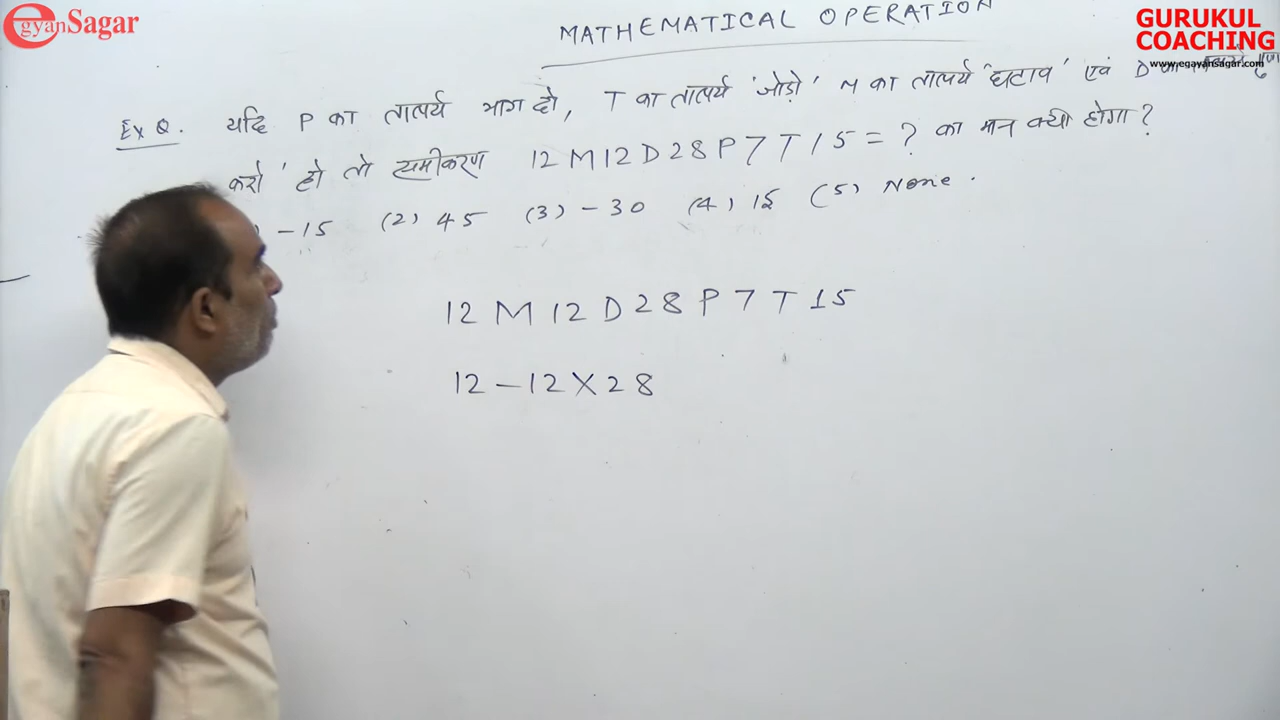 egyanSagar
MATHEMATICAL OPERATION
GURUKUL
COACHING
www.egayansagar.com
Ex Q. यदि P का तात्पर्य भाग दो, T का तात्पर्य 'जोड़ो' M का तात्पर्य 'घटाव' एवं D का
करो' हो तो समीकरण 12 M 12 D 28 P 7 T 15 = ? का मान क्या होगा ?
-15 (2) 45 (3) -30 (4) 15 (5) None.
12 M 12 D 28 P 7 T 15
12 - 12 X 28